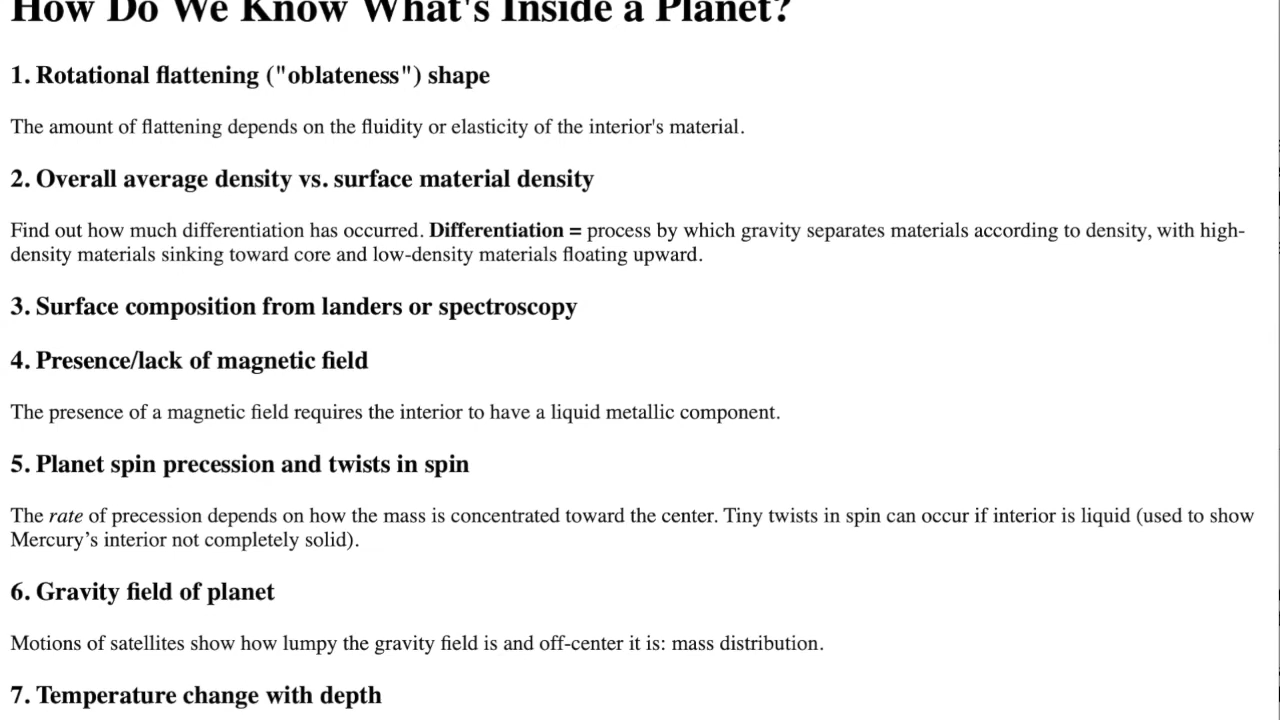 How Do We Know What's Inside a Planet?
1. Rotational flattening ("oblateness") shape
The amount of flattening depends on the fluidity or elasticity of the interior's material.
2. Overall average density vs. surface material density
Find out how much differentiation has occurred. Differentiation = process by which gravity separates materials according to density, with high-
density materials sinking toward core and low-density materials floating upward.
3. Surface composition from landers or spectroscopy
4. Presence/lack of magnetic field
The presence of a magnetic field requires the interior to have a liquid metallic component.
5. Planet spin precession and twists in spin
The rate of precession depends on how the mass is concentrated toward the center. Tiny twists in spin can occur if interior is liquid (used to show
Mercury’s interior not completely solid).
6. Gravity field of planet
Motions of satellites show how lumpy the gravity field is and off-center it is: mass distribution.
7. Temperature change with depth